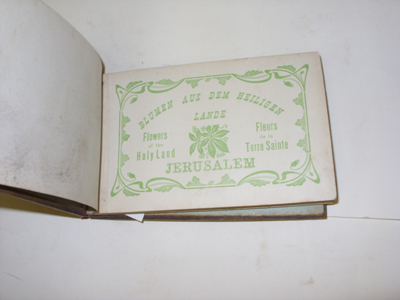 BLUMEN AUS DEM HEILIGEN
LANDE
Flowers
of the
Holy Land
Fleurs
de la
Terre Sainte
JERUSALEM